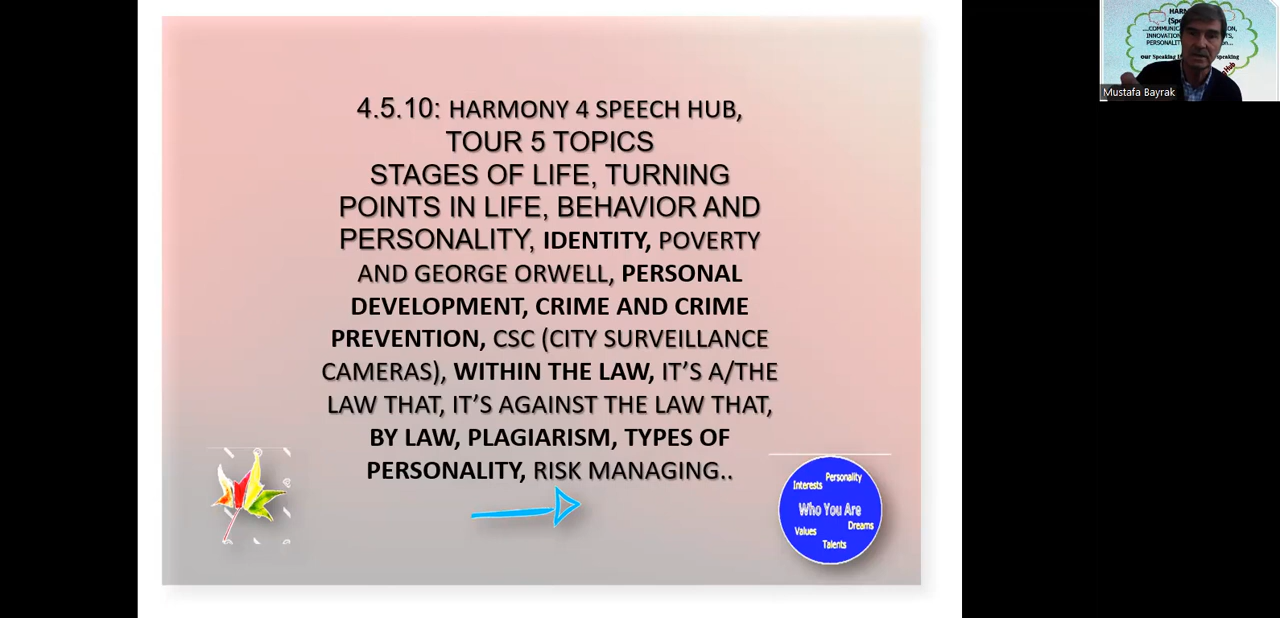 4.5.10: HARMONY 4 SPEECH HUB,
TOUR 5 TOPICS
STAGES OF LIFE, TURNING
POINTS IN LIFE, BEHAVIOR AND
PERSONALITY, IDENTITY, POVERTY
AND GEORGE ORWELL, PERSONAL
DEVELOPMENT, CRIME AND CRIME
PREVENTION, CSC (CITY SURVEILLANCE
CAMERAS), WITHIN THE LAW, IT’S A/THE
LAW THAT, IT’S AGAINST THE LAW THAT,
BY LAW, PLAGIARISM, TYPES OF
PERSONALITY, RISK MANAGING..
Interests Personality
Who You Are
Values Dreams
Talents
Mustafa Bayrak